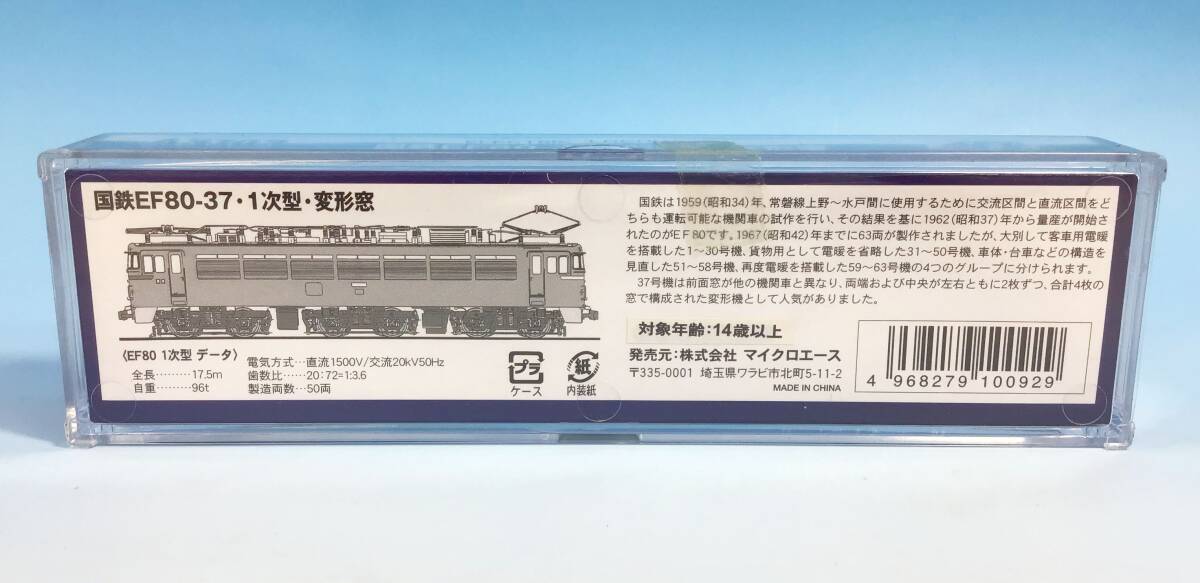 国鉄EF80-37・1次型・変形窓
〈EF80 1次型 データ〉
全長………17.5m
自重………96t
電気方式…直流1500V/交流20kV50Hz
歯数比……20:72=1:3.6
製造両数…50両
プラ
ケース
紙
内装紙
国鉄は1959(昭和34)年、常磐線上野〜水戸間に使用するために交流区間と直流区間をど
ちらも運転可能な機関車の試作を行い、その結果を基に1962(昭和37)年から量産が開始さ
れたのがEF80です。1967(昭和42)年までに63両が製作されましたが、大別して客車用電暖
を搭載した1〜30号機、貨物用として電暖を省略した31〜50号機、車体・台車などの構造を
見直した51〜58号機、再度電暖を搭載した59〜63号機の4つのグループに分けられます。
37号機は前面窓が他の機関車と異なり、両端および中央が左右ともに2枚ずつ、合計4枚の
窓で構成された変形機として人気がありました。
対象年齢:14歳以上
発売元:株式会社 マイクロエース
〒335-0001 埼玉県ワラビ市北町5-11-2
MADE IN CHINA
4 968279 100929